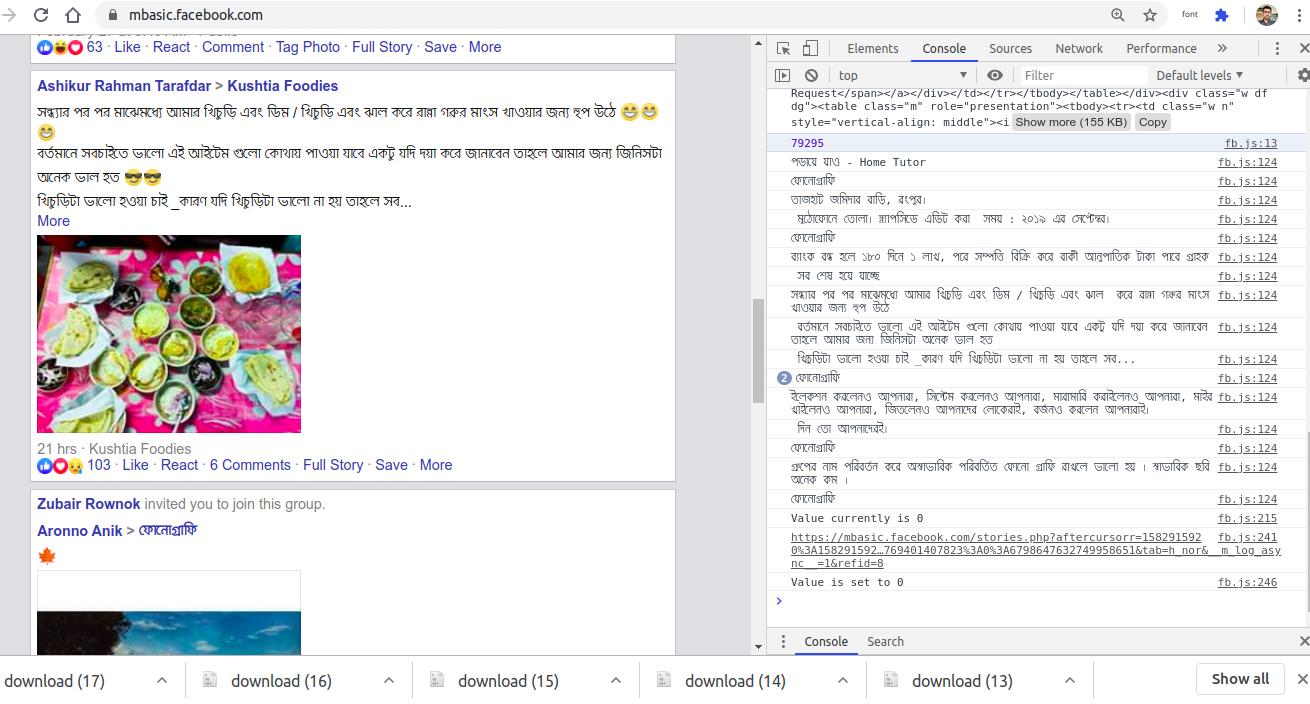 mbasic.facebook.com
font
63 · Like · React · Comment · Tag Photo · Full Story · Save · More
Ashikur Rahman Tarafdar > Kushtia Foodies
সন্ধ্যার পর পর মাঝেমধ্যে আমার খিচুড়ি এবং ডিম / খিচুড়ি এবং ঝাল করে রান্না গরুর মাংস খাওয়ার জন্য হুপ উঠে 😁😁
😁
বর্তমানে সবচাইতে ভালো এই আইটেম গুলো কোথায় পাওয়া যাবে একটু যদি দয়া করে জানাবেন তাহলে আমার জন্য জিনিসটা
অনেক ভাল হত 😎😎
খিচুড়িটা ভালো হওয়া চাই _কারণ যদি খিচুড়িটা ভালো না হয় তাহলে সব...
More
21 hrs · Kushtia Foodies
103 · Like · React · 6 Comments · Full Story · Save · More
Zubair Rownok invited you to join this group.
Aronno Anik > ফোনোগ্রাফি
🍁
Elements Console Sources Network Performance »
top Filter Default levels
Request</span></a></div></td></tr></tbody></table></div><div class="w df
dg"><table class="m" role="presentation"><tbody><tr><td class="w n"
style="vertical-align: middle"><i Show more (155 KB) Copy
79295 fb.js:13
পড়ায়ে যাও - Home Tutor fb.js:124
ফোনোগ্রাফি fb.js:124
তাজহাট জমিদার বাড়ি, রংপুর। fb.js:124
মুঠোফোনে তোলা। স্ন্যাপসিডে এডিট করা সময় : ২০১৯ এর সেপ্টেম্বর। fb.js:124
ফোনোগ্রাফি fb.js:124
ব্যাংক বন্ধ হলে ১৮০ দিনে ১ লাখ, পরে সম্পত্তি বিক্রি করে বাকী আনুপাতিক টাকা পাবে গ্রাহক fb.js:124
সব শেষ হয়ে যাচ্ছে fb.js:124
সন্ধ্যার পর পর মাঝেমধ্যে আমার খিচুড়ি এবং ডিম / খিচুড়ি এবং ঝাল করে রান্না গরুর মাংস fb.js:124
খাওয়ার জন্য হুপ উঠে
বর্তমানে সবচাইতে ভালো এই আইটেম গুলো কোথায় পাওয়া যাবে একটু যদি দয়া করে জানাবেন fb.js:124
তাহলে আমার জন্য জিনিসটা অনেক ভাল হত
খিচুড়িটা ভালো হওয়া চাই _কারণ যদি খিচুড়িটা ভালো না হয় তাহলে সব... fb.js:124
2 ফোনোগ্রাফি fb.js:124
ইলেকশন করলেনও আপনারা, সিস্টেম করলেনও আপনারা, মারামারি করাইলেনও আপনারা, মাইর fb.js:124
খাইলেনও আপনারা, জিতলেনও আপনাদের লোকেরাই, বর্জনও করলেন আপনারাই।
দিন তো আপনাদেরই। fb.js:124
ফোনোগ্রাফি fb.js:124
গ্রুপের নাম পরিবর্তন করে অস্বাভাবিক পরিবর্তিত ফোনো গ্রাফি রাখলে ভালো হয় । স্বাভাবিক ছবি fb.js:124
অনেক কম ।
ফোনোগ্রাফি fb.js:124
Value currently is 0 fb.js:215
https://mbasic.facebook.com/stories.php?aftercursorr=158291592 fb.js:241
0%3A158291592…769401407823%3A0%3A6798647632749958651&tab=h_nor&__m_log_asy
nc__=1&refid=8
Value is set to 0 fb.js:246
Console Search
download (17) download (16) download (15) download (14) download (13) Show all